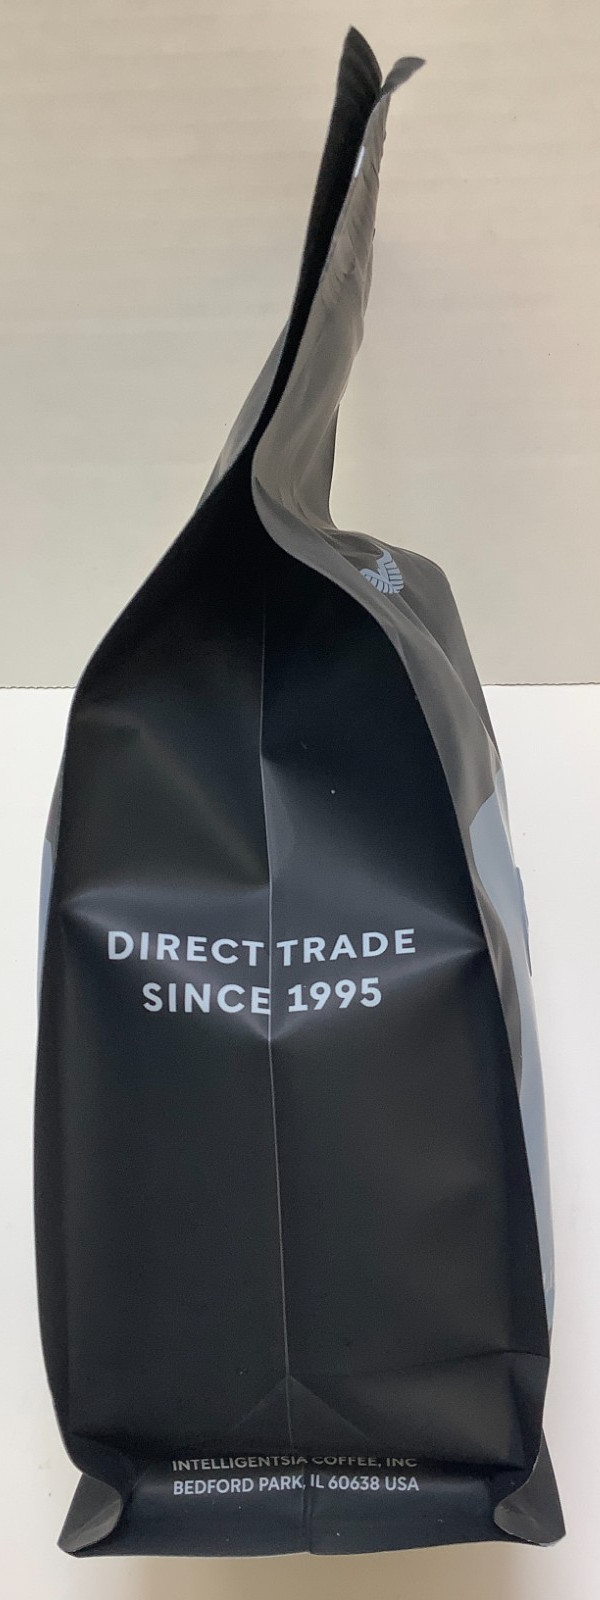 DIRECT TRADE
SINCE 1995
INTELLIGENTSIA COFFEE, INC
BEDFORD PARK, IL 60638 USA